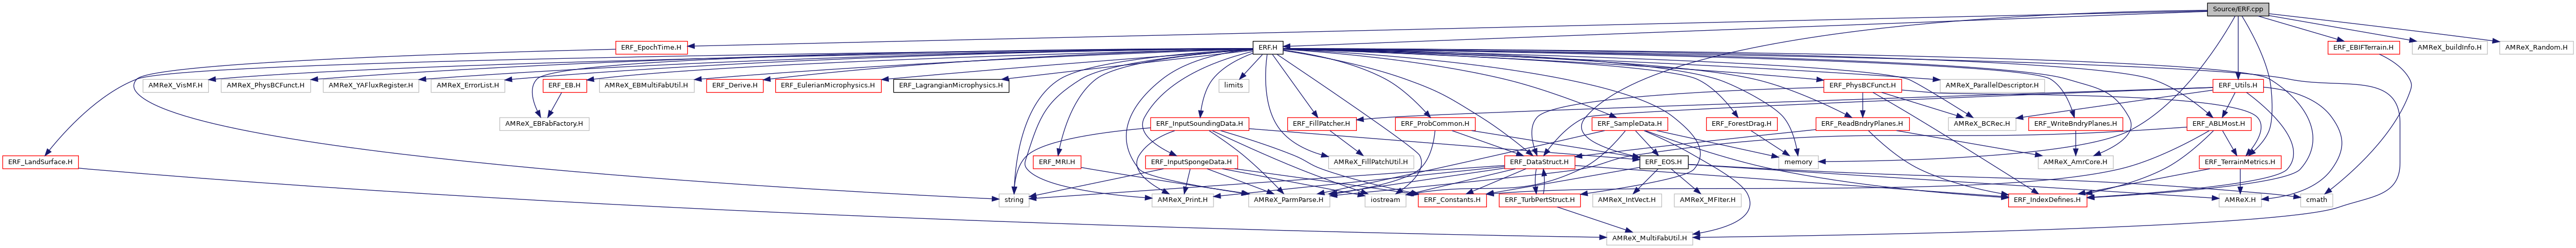 Source/ERF.cpp
ERF_EpochTime.H
ERF.H
ERF_EBIFTerrain.H
AMReX_buildInfo.H
AMReX_Random.H
AMReX_VisMF.H
AMReX_PhysBCFunct.H
AMReX_YAFluxRegister.H
AMReX_ErrorList.H
ERF_EB.H
AMReX_EBMultiFabUtil.H
ERF_Derive.H
ERF_EulerianMicrophysics.H
ERF_LagrangianMicrophysics.H
limits
ERF_PhysBCFunct.H
AMReX_ParallelDescriptor.H
ERF_Utils.H
AMReX_EBFabFactory.H
ERF_InputSoundingData.H
ERF_FillPatcher.H
ERF_ProbCommon.H
ERF_SampleData.H
ERF_ForestDrag.H
ERF_ReadBndryPlanes.H
AMReX_BCRec.H
ERF_WriteBndryPlanes.H
ERF_ABLMost.H
ERF_LandSurface.H
ERF_MRI.H
ERF_InputSpongeData.H
AMReX_FillPatchUtil.H
ERF_DataStruct.H
ERF_EOS.H
memory
AMReX_AmrCore.H
ERF_TerrainMetrics.H
string
AMReX_Print.H
AMReX_ParmParse.H
iostream
ERF_Constants.H
ERF_TurbPertStruct.H
AMReX_IntVect.H
AMReX_MFIter.H
ERF_IndexDefines.H
AMReX.H
cmath
AMReX_MultiFabUtil.H